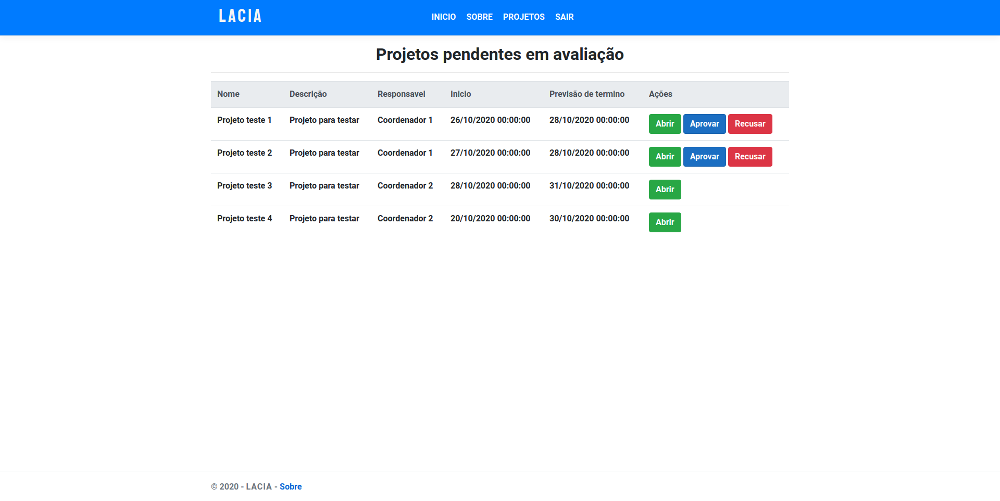 LACIA INICIO SOBRE PROJETOS SAIR
Projetos pendentes em avaliação
Nome Descrição Responsavel Inicio Previsão de termino Ações
Projeto teste 1 Projeto para testar Coordenador 1 26/10/2020 00:00:00 28/10/2020 00:00:00 Abrir Aprovar Recusar
Projeto teste 2 Projeto para testar Coordenador 1 27/10/2020 00:00:00 28/10/2020 00:00:00 Abrir Aprovar Recusar
Projeto teste 3 Projeto para testar Coordenador 2 28/10/2020 00:00:00 31/10/2020 00:00:00 Abrir
Projeto teste 4 Projeto para testar Coordenador 2 20/10/2020 00:00:00 30/10/2020 00:00:00 Abrir
© 2020 - LACIA - Sobre